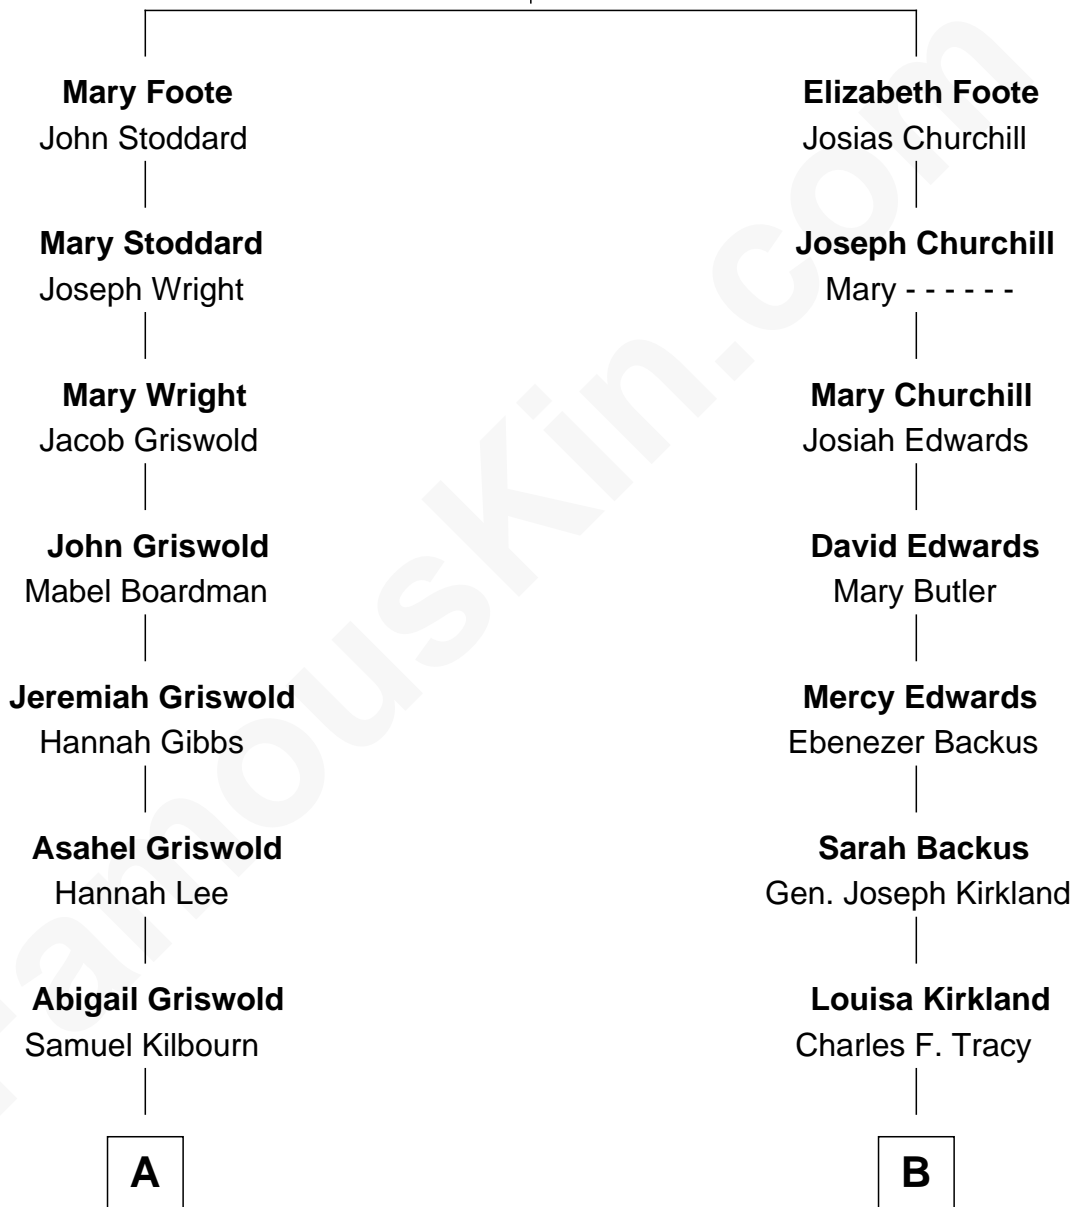 Mary Foote
John Stoddard
Elizabeth Foote
Josias Churchill
Mary Stoddard
Joseph Wright
Joseph Churchill
Mary - - - - - -
Mary Wright
Jacob Griswold
Mary Churchill
Josiah Edwards
John Griswold
Mabel Boardman
David Edwards
Mary Butler
Jeremiah Griswold
Hannah Gibbs
Mercy Edwards
Ebenezer Backus
Asahel Griswold
Hannah Lee
Sarah Backus
Gen. Joseph Kirkland
Abigail Griswold
Samuel Kilbourn
Louisa Kirkland
Charles F. Tracy
A
B
FamousKin.com